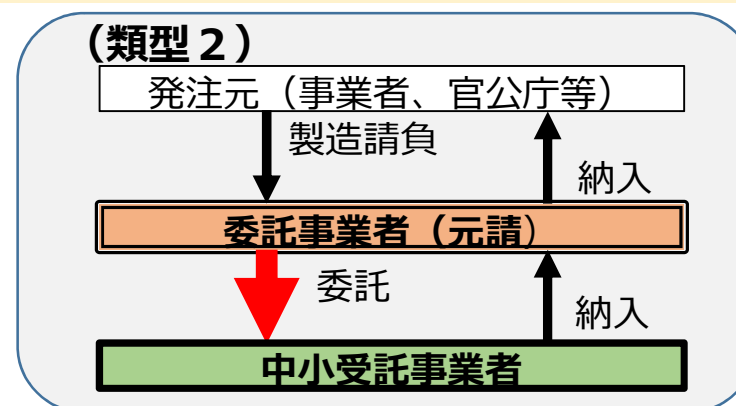 （類型２）
発注元（事業者、官公庁等）
製造請負
納入
委託事業者（元請）
委託
納入
中小受託事業者